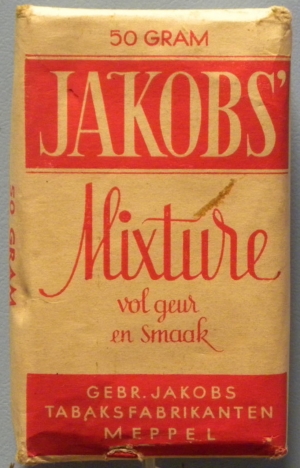 50 GRAM
JAKOBS'
Mixture
vol geur
en smaak
GEBR. JAKOBS
TABAKSFABRIKANTEN
MEPPEL
50 GRAM